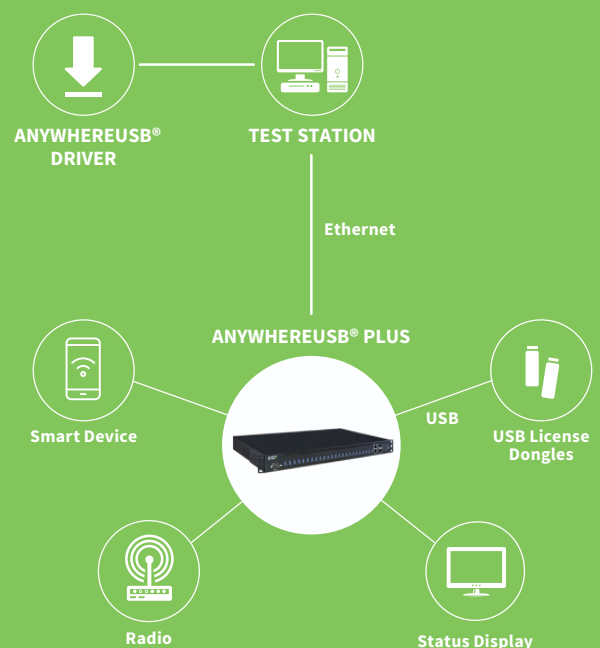 ANYWHEREUSB®
DRIVER
TEST STATION
Ethernet
ANYWHEREUSB® PLUS
Smart Device
USB
USB License
Dongles
Radio
Status Display